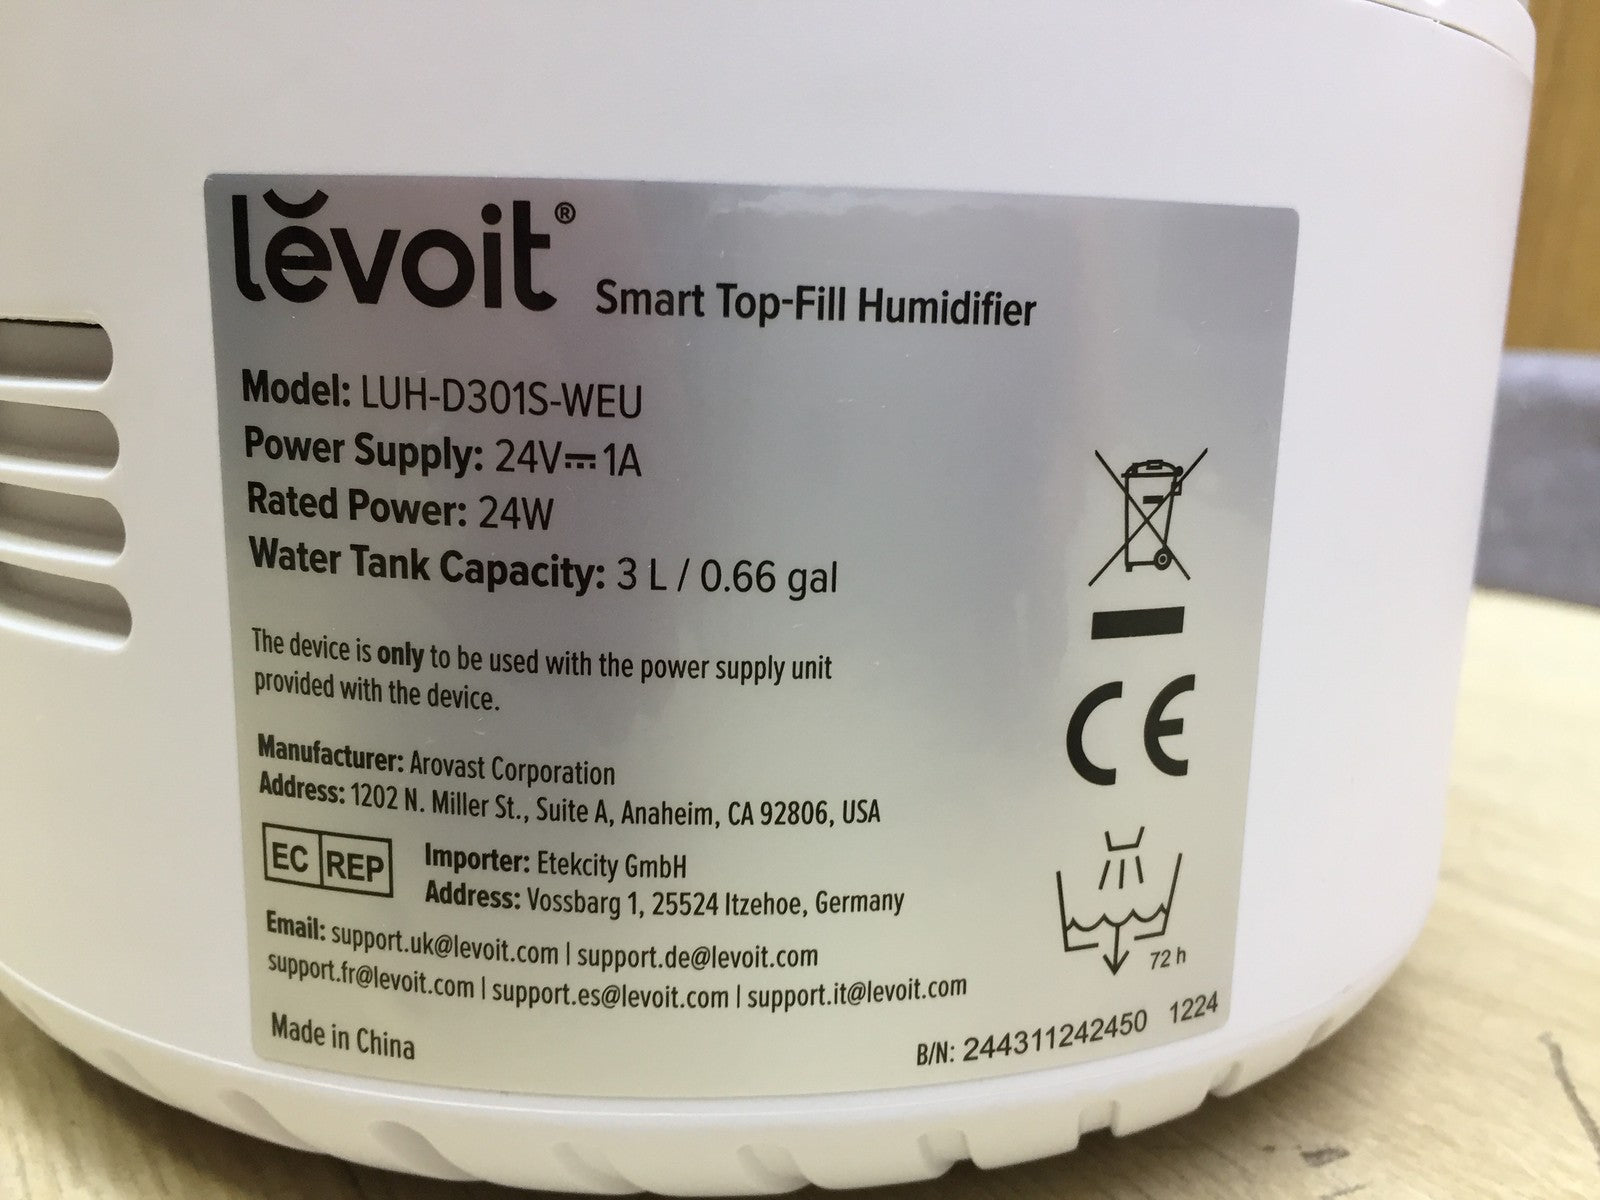 lĕvoit® Smart Top-Fill Humidifier
Model: LUH-D301S-WEU
Power Supply: 24V⎓1A
Rated Power: 24W
Water Tank Capacity: 3 L / 0.66 gal
The device is only to be used with the power supply unit
provided with the device.
Manufacturer: Arovast Corporation
Address: 1202 N. Miller St., Suite A, Anaheim, CA 92806, USA
EC REP
Importer: Etekcity GmbH
Address: Vossbarg 1, 25524 Itzehoe, Germany
Email: support.uk@levoit.com | support.de@levoit.com
support.fr@levoit.com | support.es@levoit.com | support.it@levoit.com
Made in China
CE
72 h
B/N: 244311242450 1224